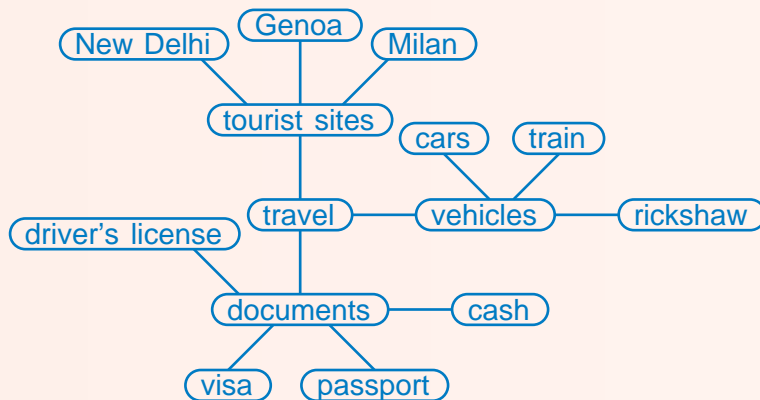 Genoa
New Delhi
Milan
tourist sites
cars
train
travel
vehicles
rickshaw
driver's license
documents
cash
visa
passport